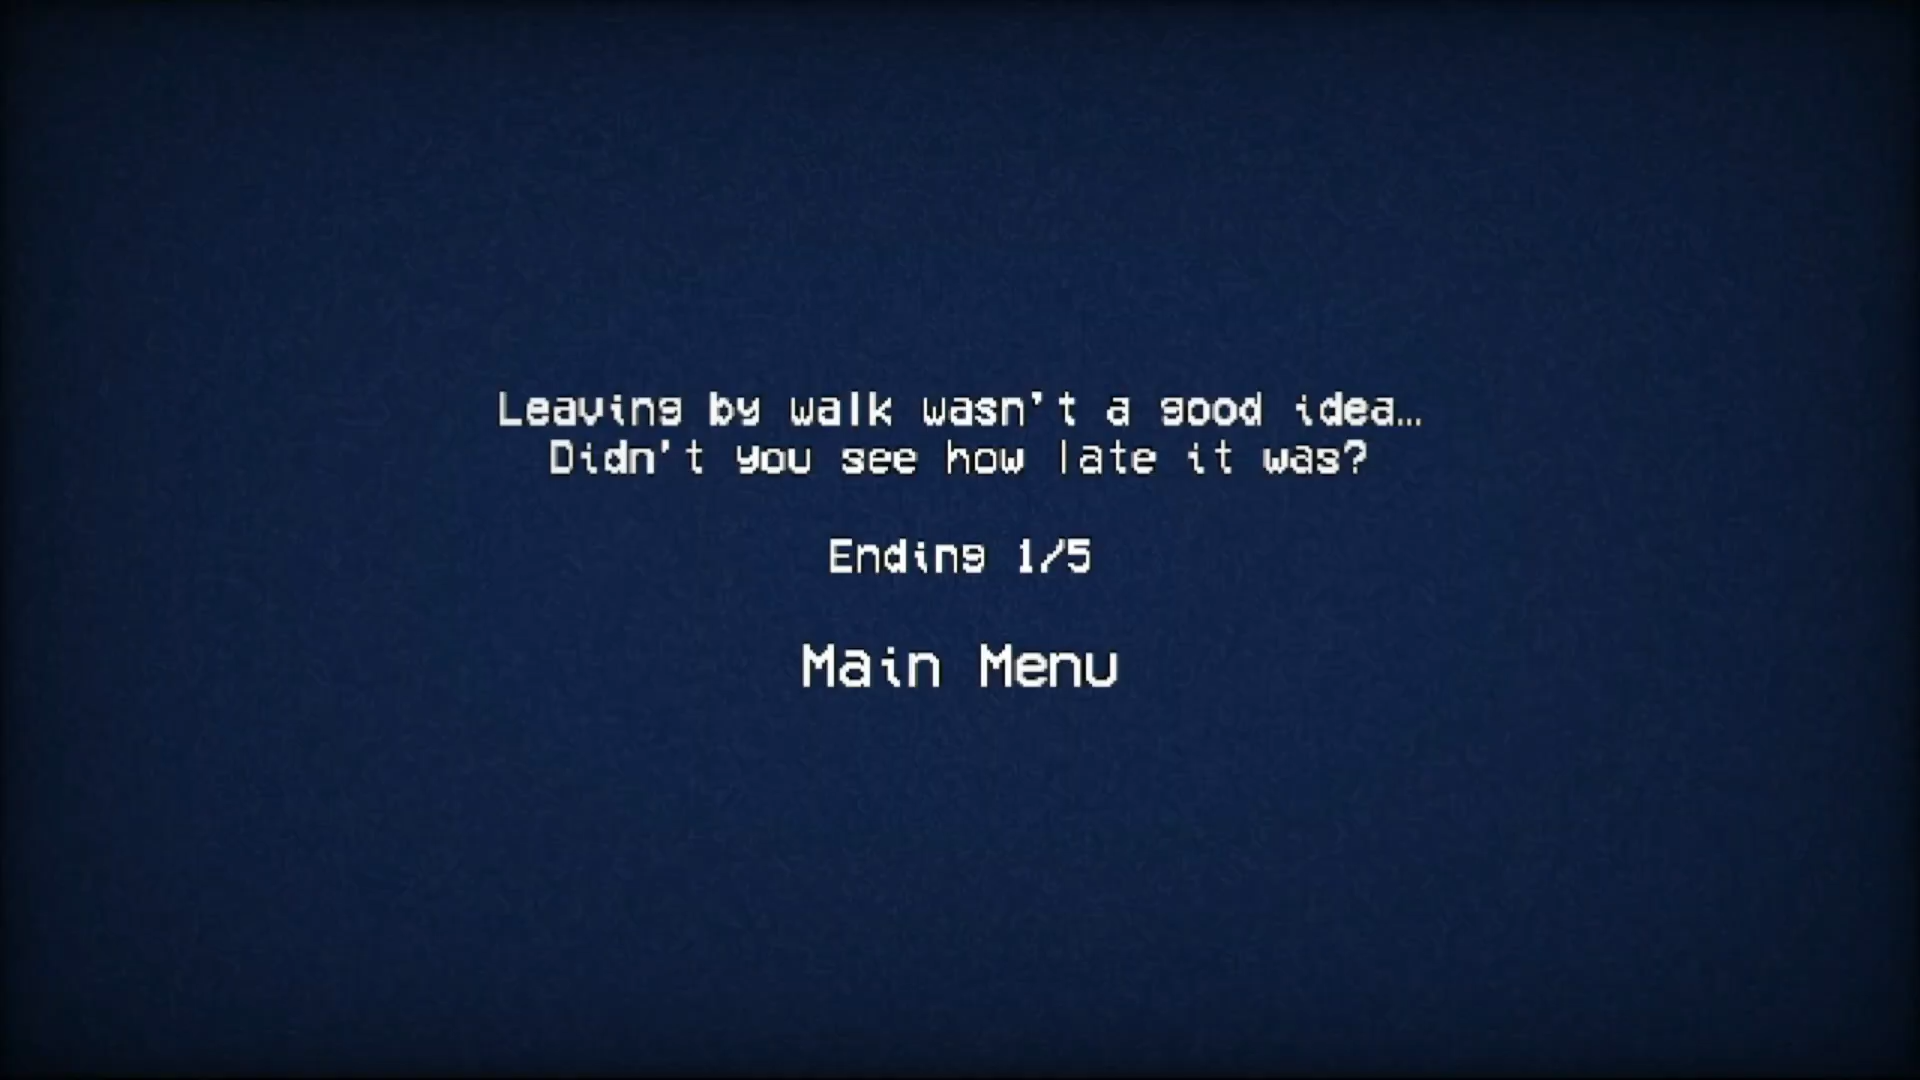 Leaving by walk wasn't a good idea...
Didn't you see how late it was?
Ending 1/5
Main Menu